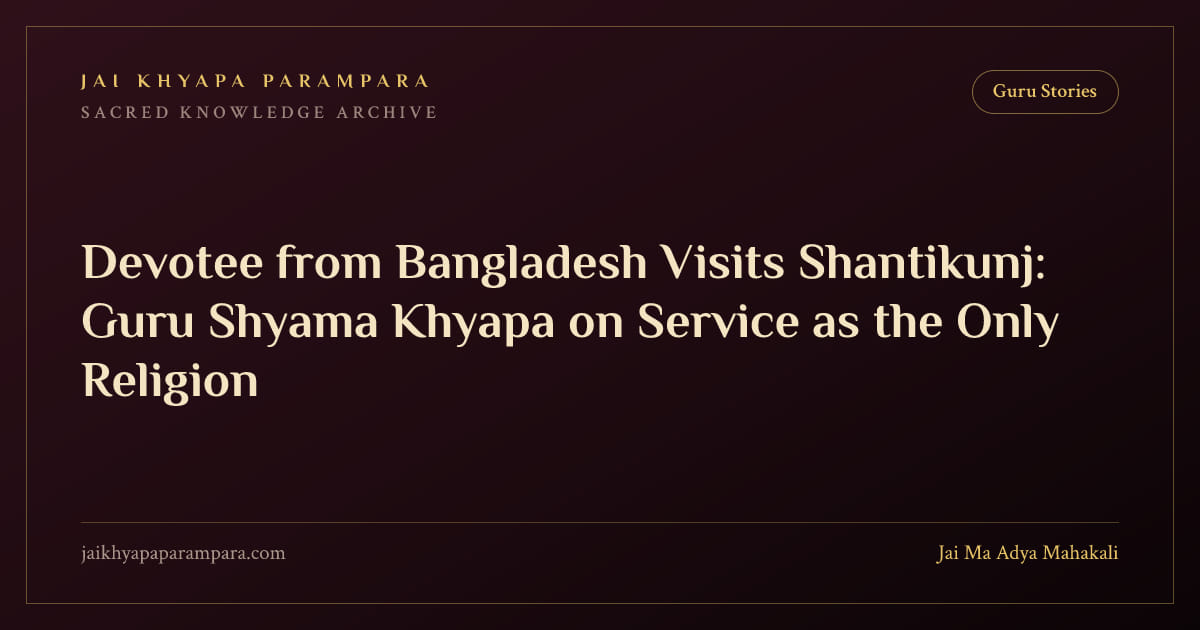 JAI KHYAPA PARAMPARA
SACRED KNOWLEDGE ARCHIVE
Guru Stories
Devotee from Bangladesh Visits Shantikunj:
Guru Shyama Khyapa on Service as the Only
Religion
jaikhyapaparampara.com
Jai Ma Adya Mahakali